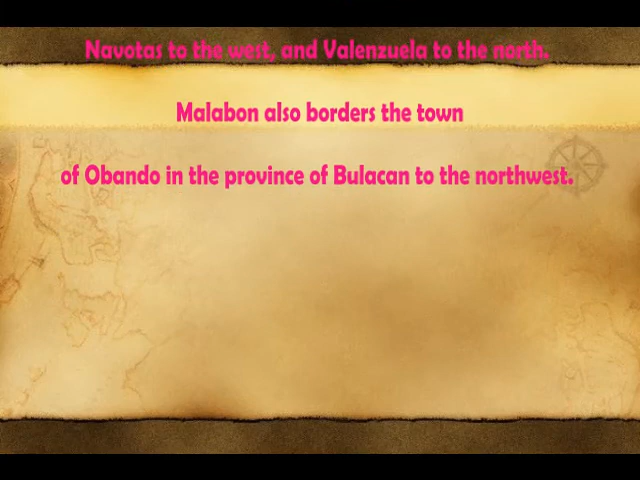 Navotas to the west, and Valenzuela to the north.
Malabon also borders the town
of Obando in the province of Bulacan to the northwest.